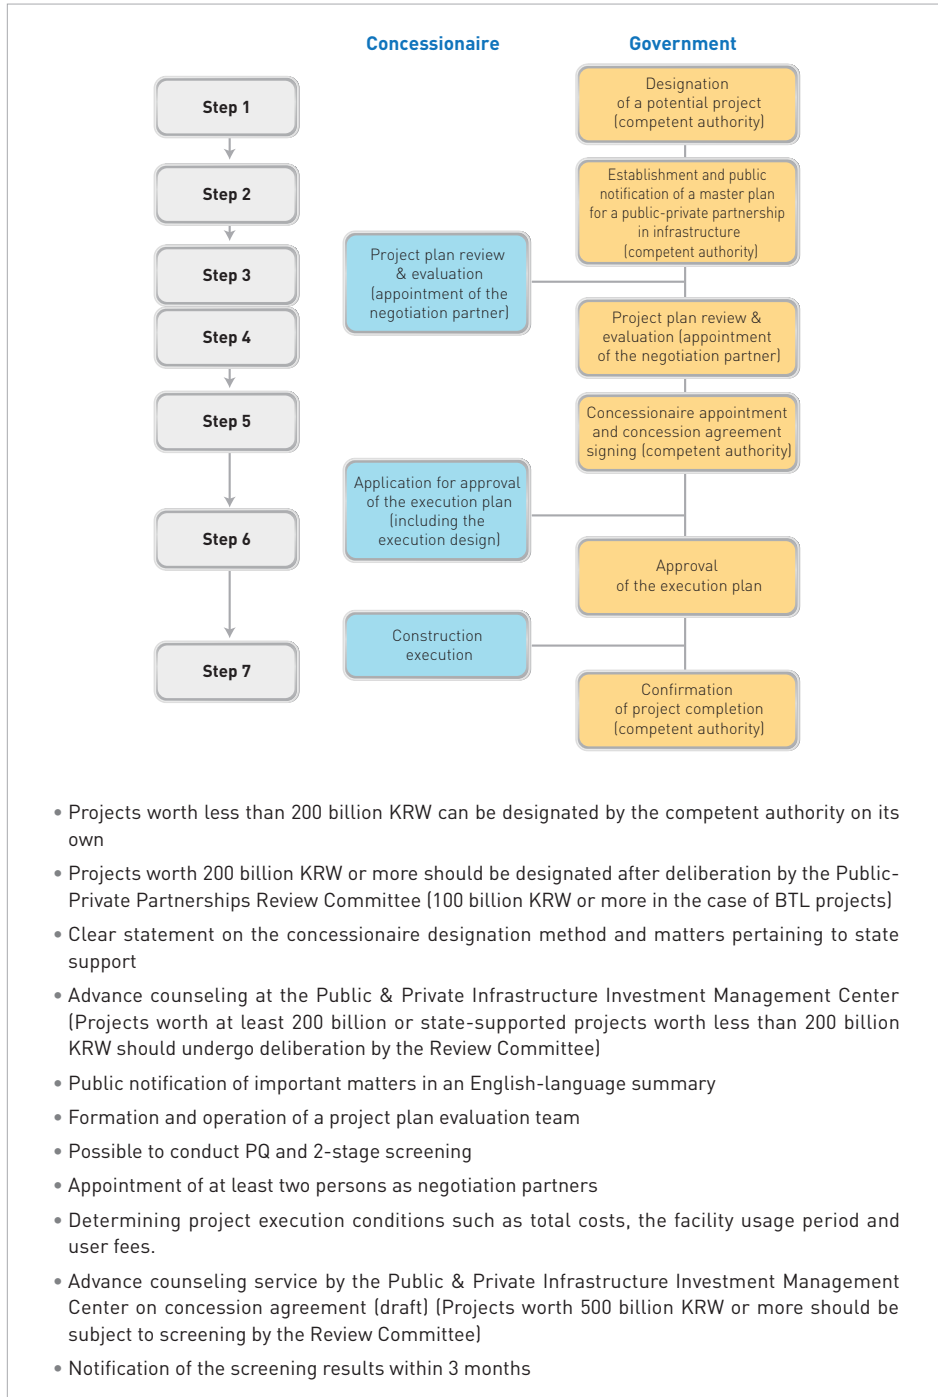 Concessionaire
Government
Step 1
Designation
of a potential project
(competent authority)
Step 2
Establishment and public
notification of a master plan
for a public-private partnership
in infrastructure
(competent authority)
Step 3
Project plan review
& evaluation
(appointment of the
negotiation partner)
Step 4
Project plan review &
evaluation (appointment
of the negotiation partner)
Step 5
Concessionaire appointment
and concession agreement
signing (competent authority)
Application for approval
of the execution plan
(including the
execution design)
Step 6
Approval
of the execution plan
Construction
execution
Step 7
Confirmation
of project completion
(competent authority)
• Projects worth less than 200 billion KRW can be designated by the competent authority on its
own
• Projects worth 200 billion KRW or more should be designated after deliberation by the Public-
Private Partnerships Review Committee (100 billion KRW or more in the case of BTL projects)
• Clear statement on the concessionaire designation method and matters pertaining to state
support
• Advance counseling at the Public & Private Infrastructure Investment Management Center
(Projects worth at least 200 billion or state-supported projects worth less than 200 billion
KRW should undergo deliberation by the Review Committee)
• Public notification of important matters in an English-language summary
• Formation and operation of a project plan evaluation team
• Possible to conduct PQ and 2-stage screening
• Appointment of at least two persons as negotiation partners
• Determining project execution conditions such as total costs, the facility usage period and
user fees.
• Advance counseling service by the Public & Private Infrastructure Investment Management
Center on concession agreement (draft) (Projects worth 500 billion KRW or more should be
subject to screening by the Review Committee)
• Notification of the screening results within 3 months